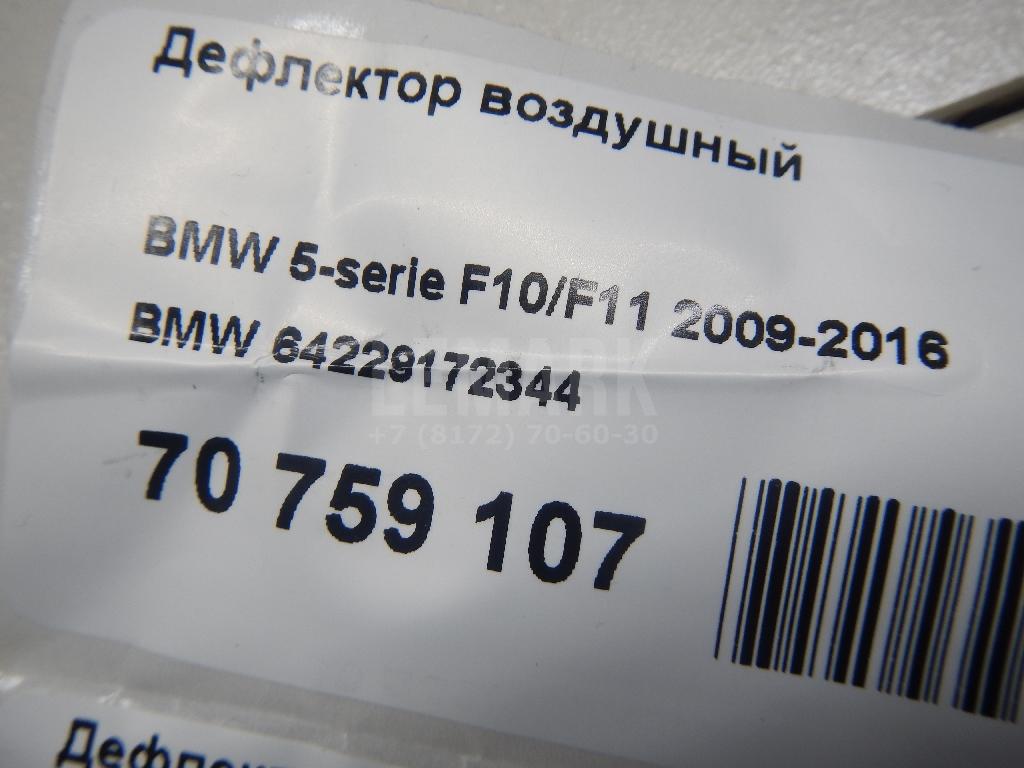 Дефлектор воздушный
BMW 5-serie F10/F11 2009-2016
BMW 64229172344
LEMARK
+7 (8172) 70-60-30
70 759 107